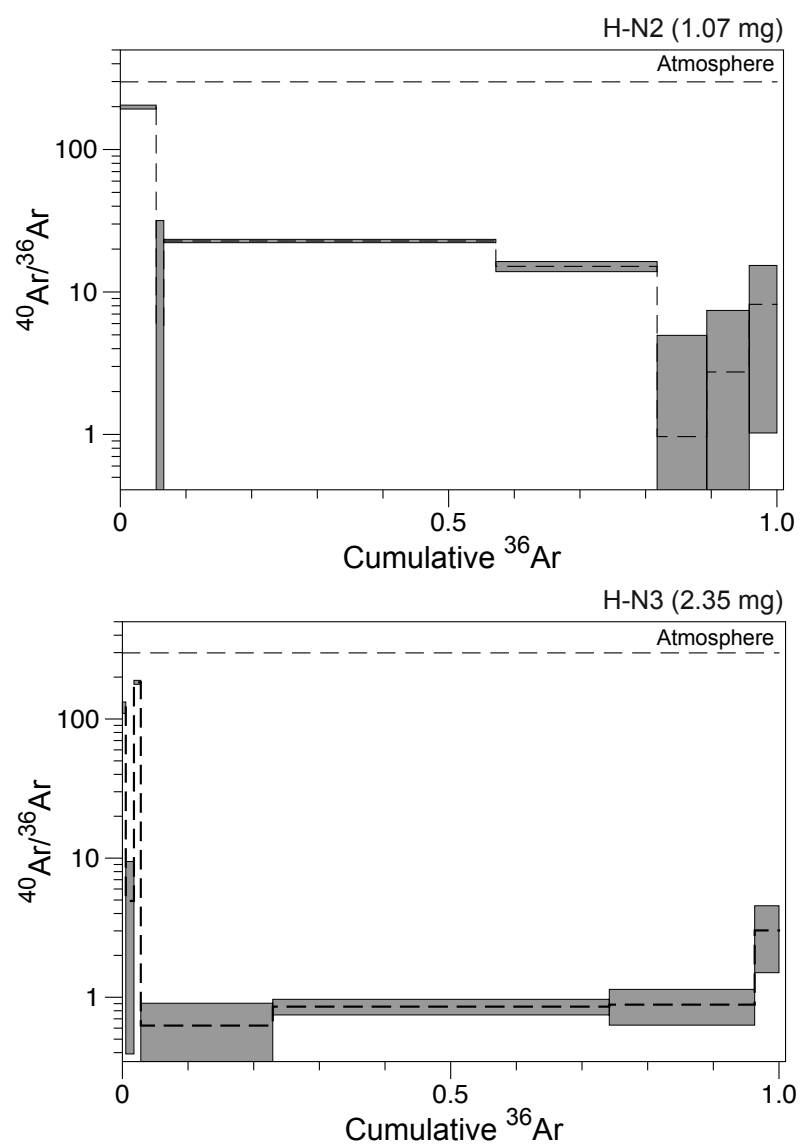 H-N2 (1.07 mg)
Atmosphere
100
10
1
⁴⁰Ar/³⁶Ar
0
0.5
1.0
Cumulative ³⁶Ar
H-N3 (2.35 mg)
Atmosphere
100
10
1
⁴⁰Ar/³⁶Ar
0
0.5
1.0
Cumulative ³⁶Ar